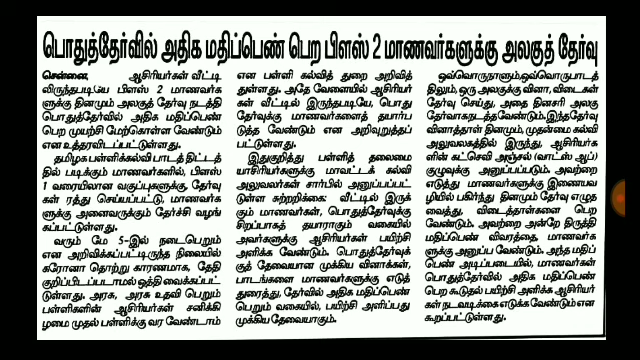 பொதுத்தேர்வில் அதிக மதிப்பெண் பெற பிளஸ் 2 மாணவர்களுக்கு அலகுத் தேர்வு
சென்னை, ஆசிரியர்கள் வீட்டி
லிருந்தபடியே பிளஸ் 2 மாணவர்க
ளுக்கு தினமும் அலகுத் தேர்வு நடத்தி
பொதுத்தேர்வில் அதிக மதிப்பெண்
பெற முயற்சி மேற்கொள்ள வேண்டும்
என உத்தரவிடப்பட்டுள்ளது.
தமிழக பள்ளிக்கல்வி பாடத் திட்டத்
தில் படிக்கும் மாணவர்களில், பிளஸ்
1 வரையிலான வகுப்புகளுக்கு தேர்வு
கள் ரத்து செய்யப்பட்டு, மாணவர்க
ளுக்கு அனைவருக்கும் தேர்ச்சி வழங்
கப்பட்டுள்ளது.
வரும் மே 5-இல் நடைபெறும்
என அறிவிக்கப்பட்டிருந்த நிலையில்
கரோனா தொற்று காரணமாக, தேதி
குறிப்பிடப்படாமல் ஒத்தி வைக்கப்பட்
டுள்ளது. அரசு, அரசு உதவி பெறும்
பள்ளிகளின் ஆசிரியர்கள் சனிக்கி
ழமை முதல் பள்ளிக்கு வர வேண்டாம்
என பள்ளி கல்வித் துறை அறிவித்
துள்ளது. அதே வேளையில் ஆசிரியர்
கள் வீட்டில் இருந்தபடியே, பொது
தேர்வுக்கு மாணவர்களைத் தயார்ப
டுத்த வேண்டும் என அறிவுறுத்தப்
பட்டுள்ளது.
இதுகுறித்து பள்ளித் தலைமை
யாசிரியர்களுக்கு மாவட்டக் கல்வி
அலுவலர்கள் சார்பில் அனுப்பப்பட்
டுள்ள சுற்றறிக்கை: வீட்டில் இருக்
கும் மாணவர்கள், பொதுத்தேர்வுக்கு
சிறப்பாகத் தயாராகும் வகையில்
அவர்களுக்கு ஆசிரியர்கள் பயிற்சி
அளிக்க வேண்டும். பொதுத்தேர்வுக்
குத் தேவையான முக்கிய வினாக்கள்,
பாடங்களை மாணவர்களுக்கு எடுத்
துரைத்து, தேர்வில் அதிக மதிப்பெண்
பெறும் வகையில், பயிற்சி அளிப்பது
முக்கிய தேவையாகும்.
ஒவ்வொருநாளும், ஒவ்வொரு பாடத்
திலும், ஒரு அலகுக்கு வினா, விடைகள்
தேர்வு செய்து, அதை தினசரி அலகு
தேர்வாக நடத்த வேண்டும். இந்த தேர்வு
வினாத்தாள் தினமும், முதன்மை கல்வி
அலுவலகத்தில் இருந்து, ஆசிரியர்க
ளின் கட்செவி அஞ்சல் (வாட்ஸ் ஆப்)
குழுவுக்கு அனுப்பப்படும். அவற்றை
எடுத்து மாணவர்களுக்கு இணையவ
ழியில் பகிர்ந்து தினமும் தேர்வு எழுத
வைத்து, விடைத்தாள்களை பெற
வேண்டும். அவற்றை அன்றே திருத்தி
மதிப்பெண் விவரத்தை, மாணவர்க
ளுக்கு அனுப்ப வேண்டும். அந்த மதிப்
பெண் அடிப்படையில், மாணவர்கள்
பொதுத்தேர்வில் அதிக மதிப்பெண்
பெற கூடுதல் பயிற்சி அளிக்க ஆசிரியர்
கள் நடவடிக்கை எடுக்க வேண்டும் என
கூறப்பட்டுள்ளது.